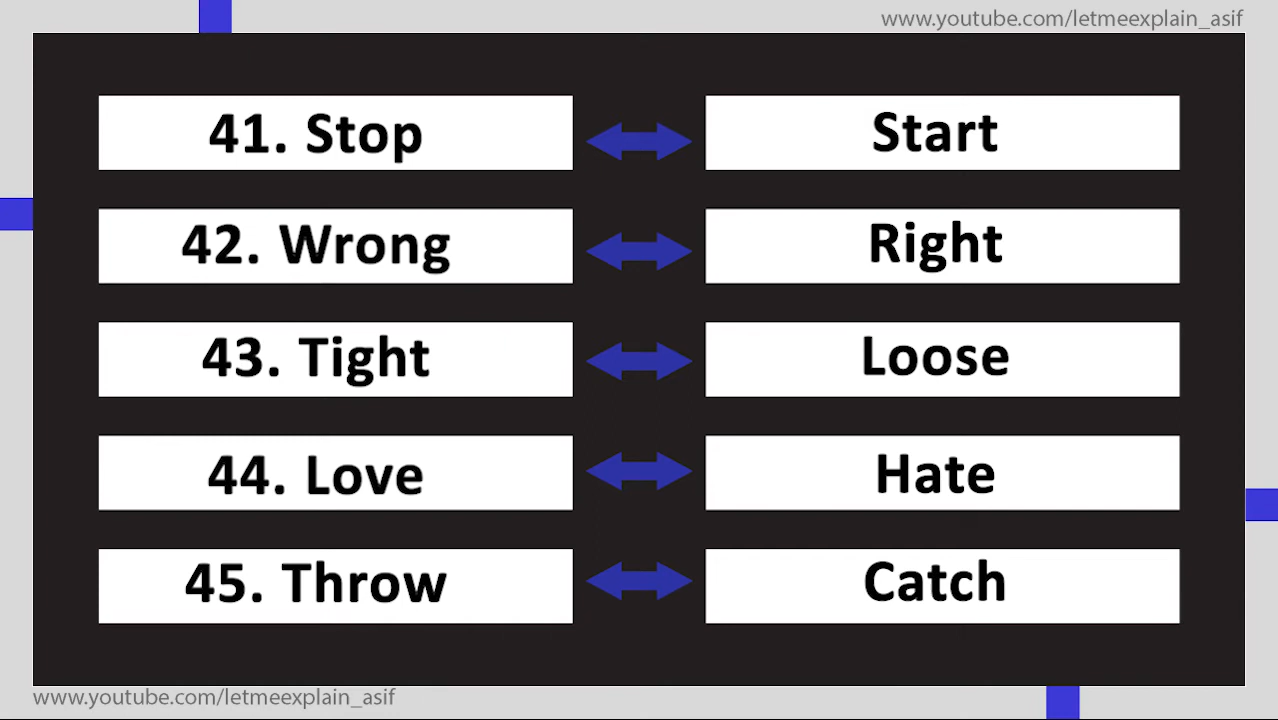 www.youtube.com/letmeexplain_asif
41. Stop Start
42. Wrong Right
43. Tight Loose
44. Love Hate
45. Throw Catch
www.youtube.com/letmeexplain_asif